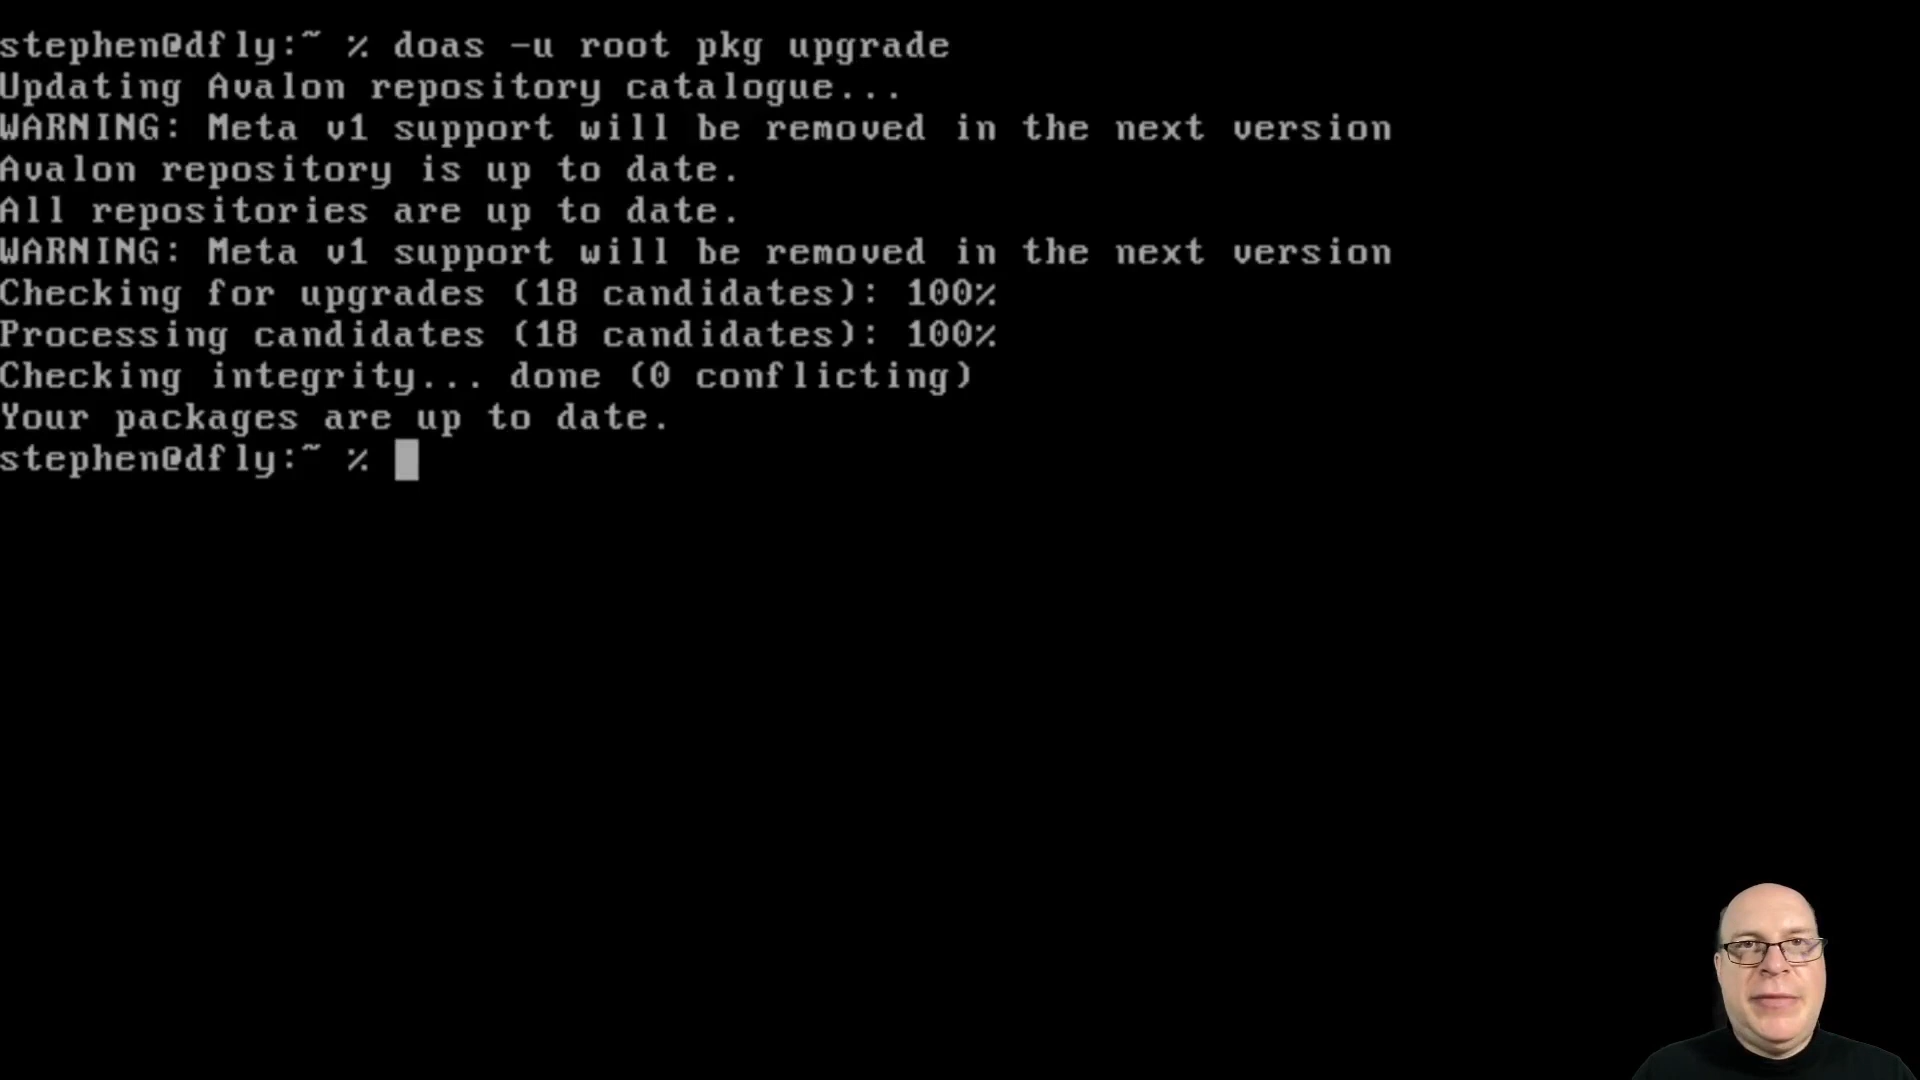 stephen@dfly:~ % doas -u root pkg upgrade
Updating Avalon repository catalogue...
WARNING: Meta v1 support will be removed in the next version
Avalon repository is up to date.
All repositories are up to date.
WARNING: Meta v1 support will be removed in the next version
Checking for upgrades (18 candidates): 100%
Processing candidates (18 candidates): 100%
Checking integrity... done (0 conflicting)
Your packages are up to date.
stephen@dfly:~ %